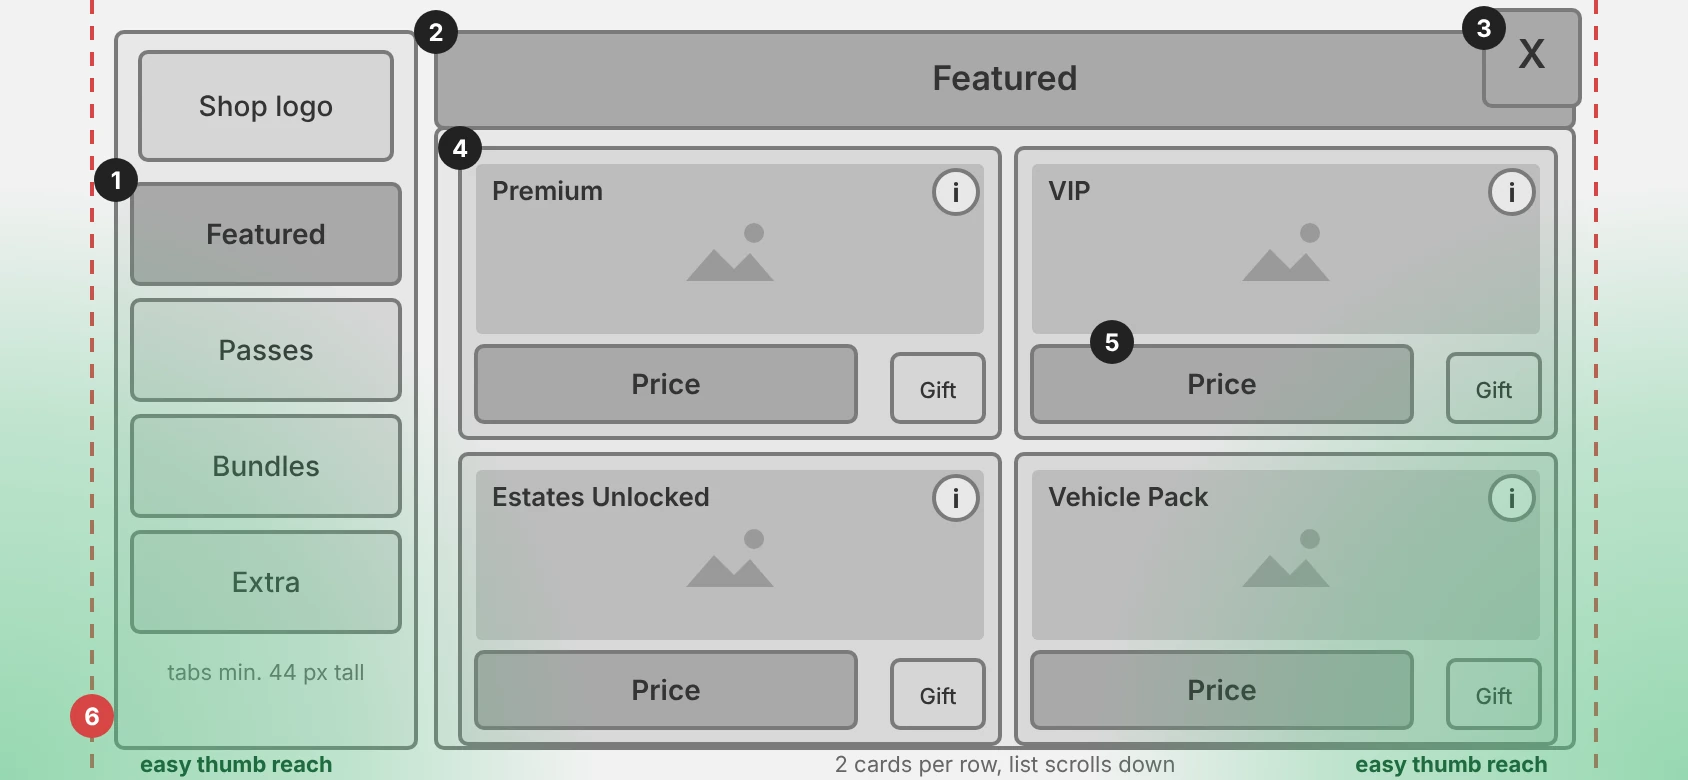 2
3
Featured
X
Shop logo
1
Featured
Passes
Bundles
Extra
tabs min. 44 px tall
6
easy thumb reach
4
Premium
i
VIP
i
5
Price
Gift
Price
Gift
Estates Unlocked
i
Vehicle Pack
i
Price
Gift
Price
Gift
2 cards per row, list scrolls down
easy thumb reach